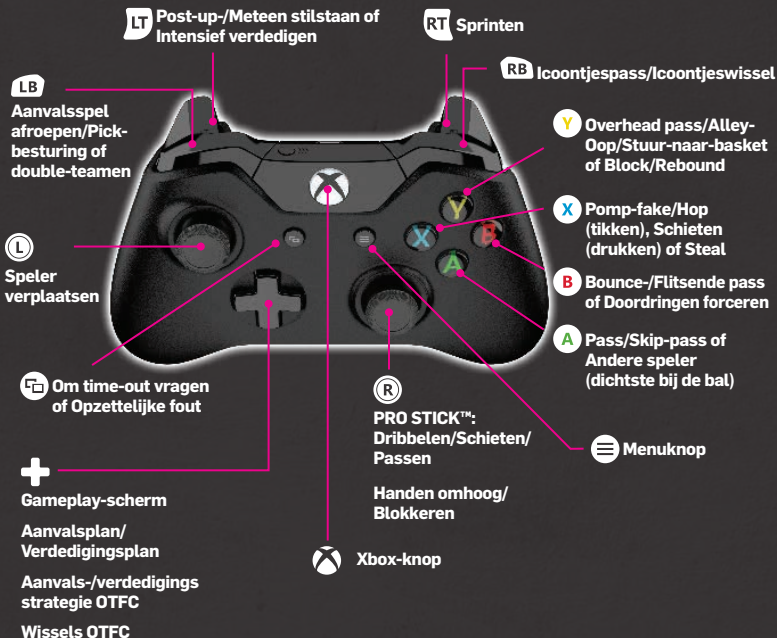 LT Post-up-/Meteen stilstaan of
Intensief verdedigen
RT Sprinten
LB
Aanvalsspel
afroepen/Pick-
besturing of
double-teamen
RB Icoontjespass/Icoontjeswissel
Y Overhead pass/Alley-
Oop/Stuur-naar-basket
of Block/Rebound
X Pomp-fake/Hop
(tikken), Schieten
(drukken) of Steal
B Bounce-/Flitsende pass
of Doordringen forceren
A Pass/Skip-pass of
Andere speler
(dichtste bij de bal)
Y
X
B
A
L
Speler
verplaatsen
Om time-out vragen
of Opzettelijke fout
R
PRO STICK™:
Dribbelen/Schieten/
Passen
Handen omhoog/
Blokkeren
Menuknop
Gameplay-scherm
Aanvalsplan/
Verdedigingsplan
Aanvals-/verdedigings
strategie OTFC
Wissels OTFC
Xbox-knop